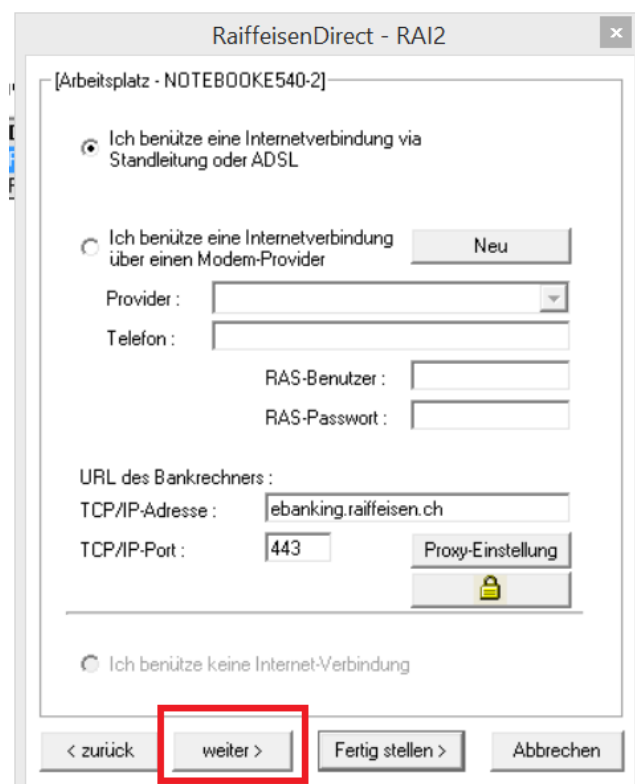 RaiffeisenDirect - RAI2
[Arbeitsplatz - NOTEBOOKE540-2]
Ich benütze eine Internetverbindung via
Standleitung oder ADSL
Ich benütze eine Internetverbindung
über einen Modem-Provider
Neu
Provider :
Telefon :
RAS-Benutzer :
RAS-Passwort :
URL des Bankrechners :
TCP/IP-Adresse : ebanking.raiffeisen.ch
TCP/IP-Port : 443 Proxy-Einstellung
Ich benütze keine Internet-Verbindung
< zurück weiter > Fertig stellen > Abbrechen